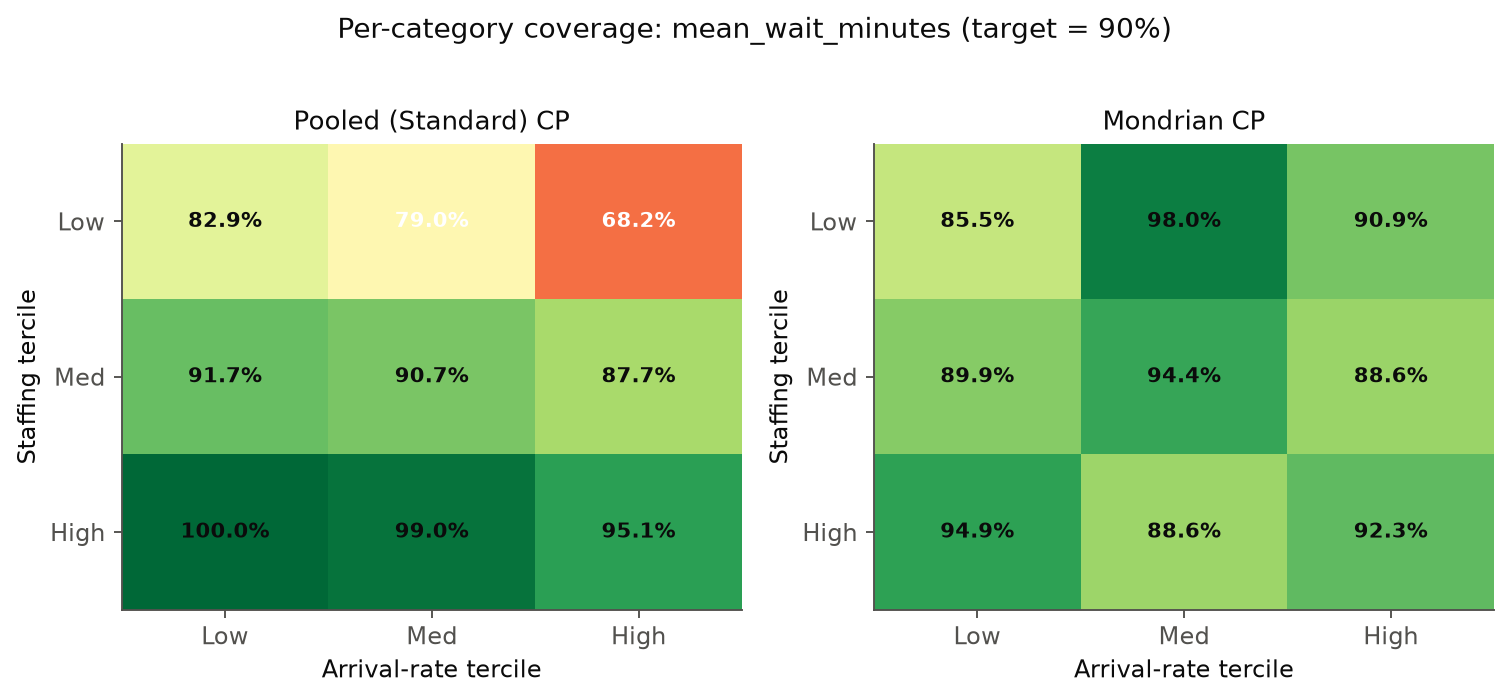 Per-category coverage: mean_wait_minutes (target = 90%)
Pooled (Standard) CP
Staffing tercile
Low
82.9%
79.0%
68.2%
Med
91.7%
90.7%
87.7%
High
100.0%
99.0%
95.1%
Low
Med
High
Arrival-rate tercile
Mondrian CP
Staffing tercile
Low
85.5%
98.0%
90.9%
Med
89.9%
94.4%
88.6%
High
94.9%
88.6%
92.3%
Low
Med
High
Arrival-rate tercile